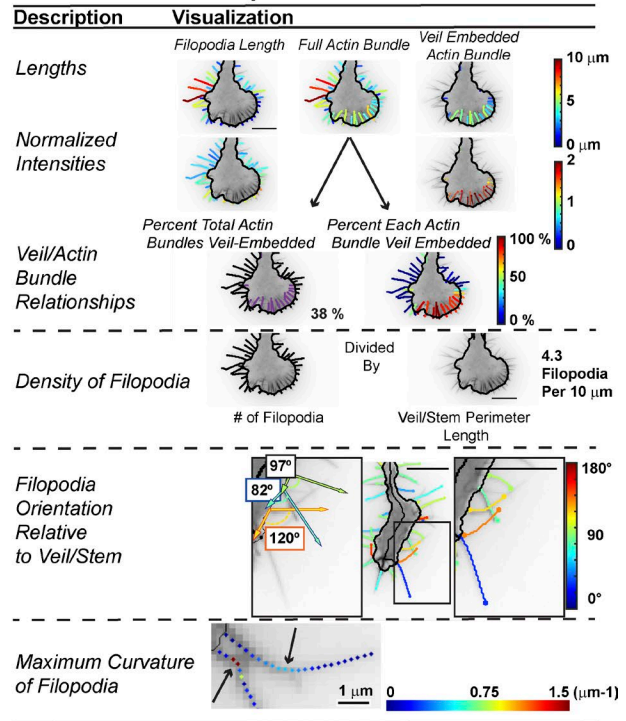 Description Visualization
Filopodia Length Full Actin Bundle Veil Embedded
Actin Bundle
Lengths
10 µm
5
0 µm
Normalized
Intensities
2
1
0
Percent Total Actin
Bundles Veil-Embedded
Percent Each Actin
Bundle Veil Embedded
Veil/Actin
Bundle
Relationships
38 %
100 %
50
0 %
Density of Filopodia
Divided
By
4.3
Filopodia
Per 10 µm
# of Filopodia
Veil/Stem Perimeter
Length
Filopodia
Orientation
Relative
to Veil/Stem
97º
82º
120º
180°
90
0°
Maximum Curvature
of Filopodia
1 µm
0 0.75 1.5 (µm-1)